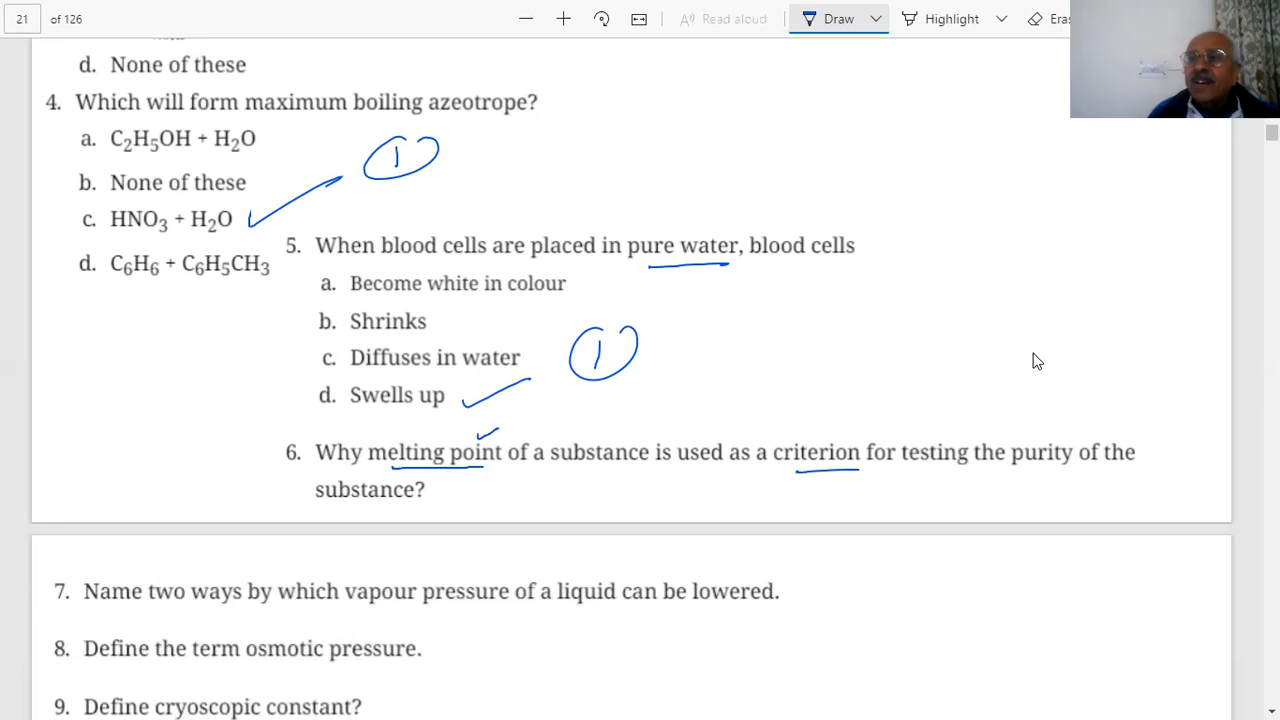 21 of 126 Read aloud Draw Highlight Eras
d. None of these
4. Which will form maximum boiling azeotrope?
a. C₂H₅OH + H₂O
1
b. None of these
c. HNO₃ + H₂O
d. C₆H₆ + C₆H₅CH₃
5. When blood cells are placed in pure water, blood cells
a. Become white in colour
b. Shrinks
c. Diffuses in water
1
d. Swells up
6. Why melting point of a substance is used as a criterion for testing the purity of the
substance?
7. Name two ways by which vapour pressure of a liquid can be lowered.
8. Define the term osmotic pressure.
9. Define cryoscopic constant?